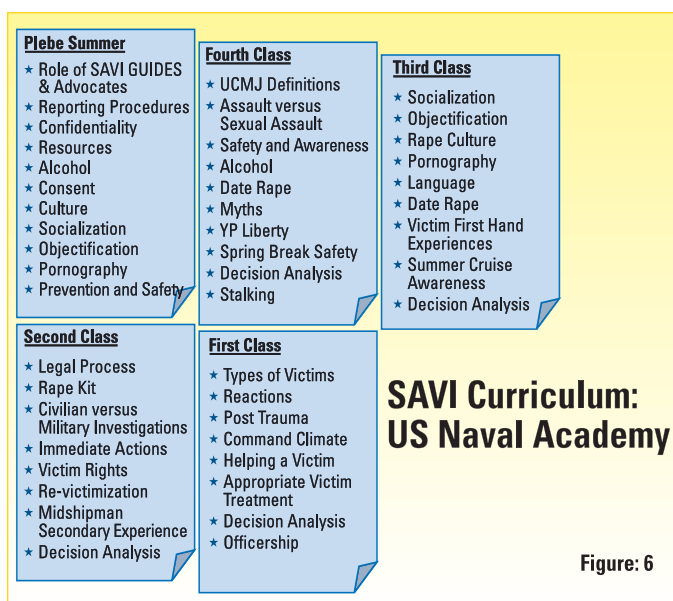 Plebe Summer
★ Role of SAVI GUIDES
& Advocates
★ Reporting Procedures
★ Confidentiality
★ Resources
★ Alcohol
★ Consent
★ Culture
★ Socialization
★ Objectification
★ Pornography
★ Prevention and Safety
Fourth Class
★ UCMJ Definitions
★ Assault versus
Sexual Assault
★ Safety and Awareness
★ Alcohol
★ Date Rape
★ Myths
★ YP Liberty
★ Spring Break Safety
★ Decision Analysis
★ Stalking
Third Class
★ Socialization
★ Objectification
★ Rape Culture
★ Pornography
★ Language
★ Date Rape
★ Victim First Hand
Experiences
★ Summer Cruise
Awareness
★ Decision Analysis
Second Class
★ Legal Process
★ Rape Kit
★ Civilian versus
Military Investigations
★ Immediate Actions
★ Victim Rights
★ Re-victimization
★ Midshipman
Secondary Experience
★ Decision Analysis
First Class
★ Types of Victims
★ Reactions
★ Post Trauma
★ Command Climate
★ Helping a Victim
★ Appropriate Victim
Treatment
★ Decision Analysis
★ Officership
SAVI Curriculum:
US Naval Academy
Figure: 6